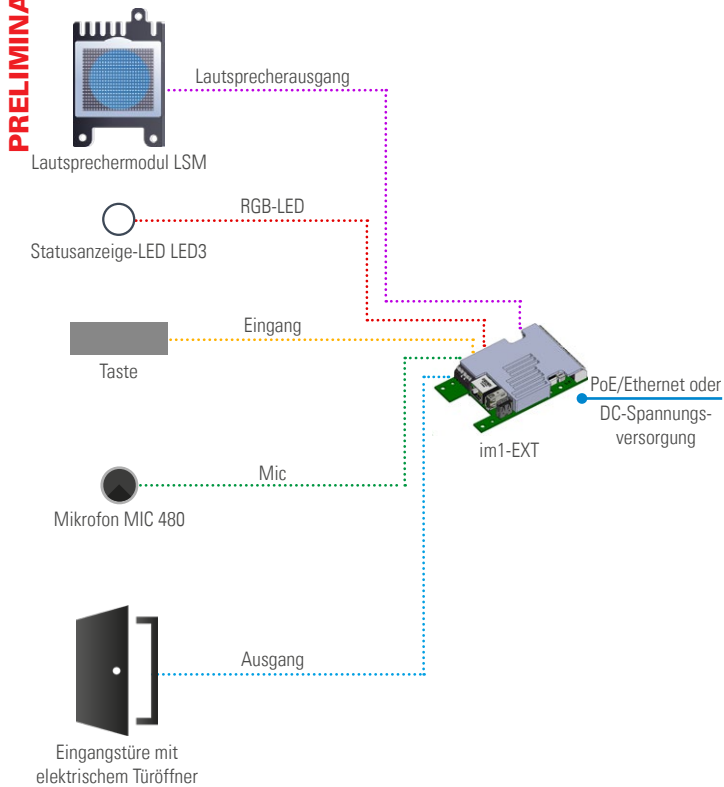 PRELIMINA
Lautsprecherausgang
Lautsprechermodul LSM
RGB-LED
Statusanzeige-LED LED3
Eingang
Taste
PoE/Ethernet oder
DC-Spannungs-
versorgung
im1-EXT
Mic
Mikrofon MIC 480
Ausgang
Eingangstüre mit
elektrischem Türöffner